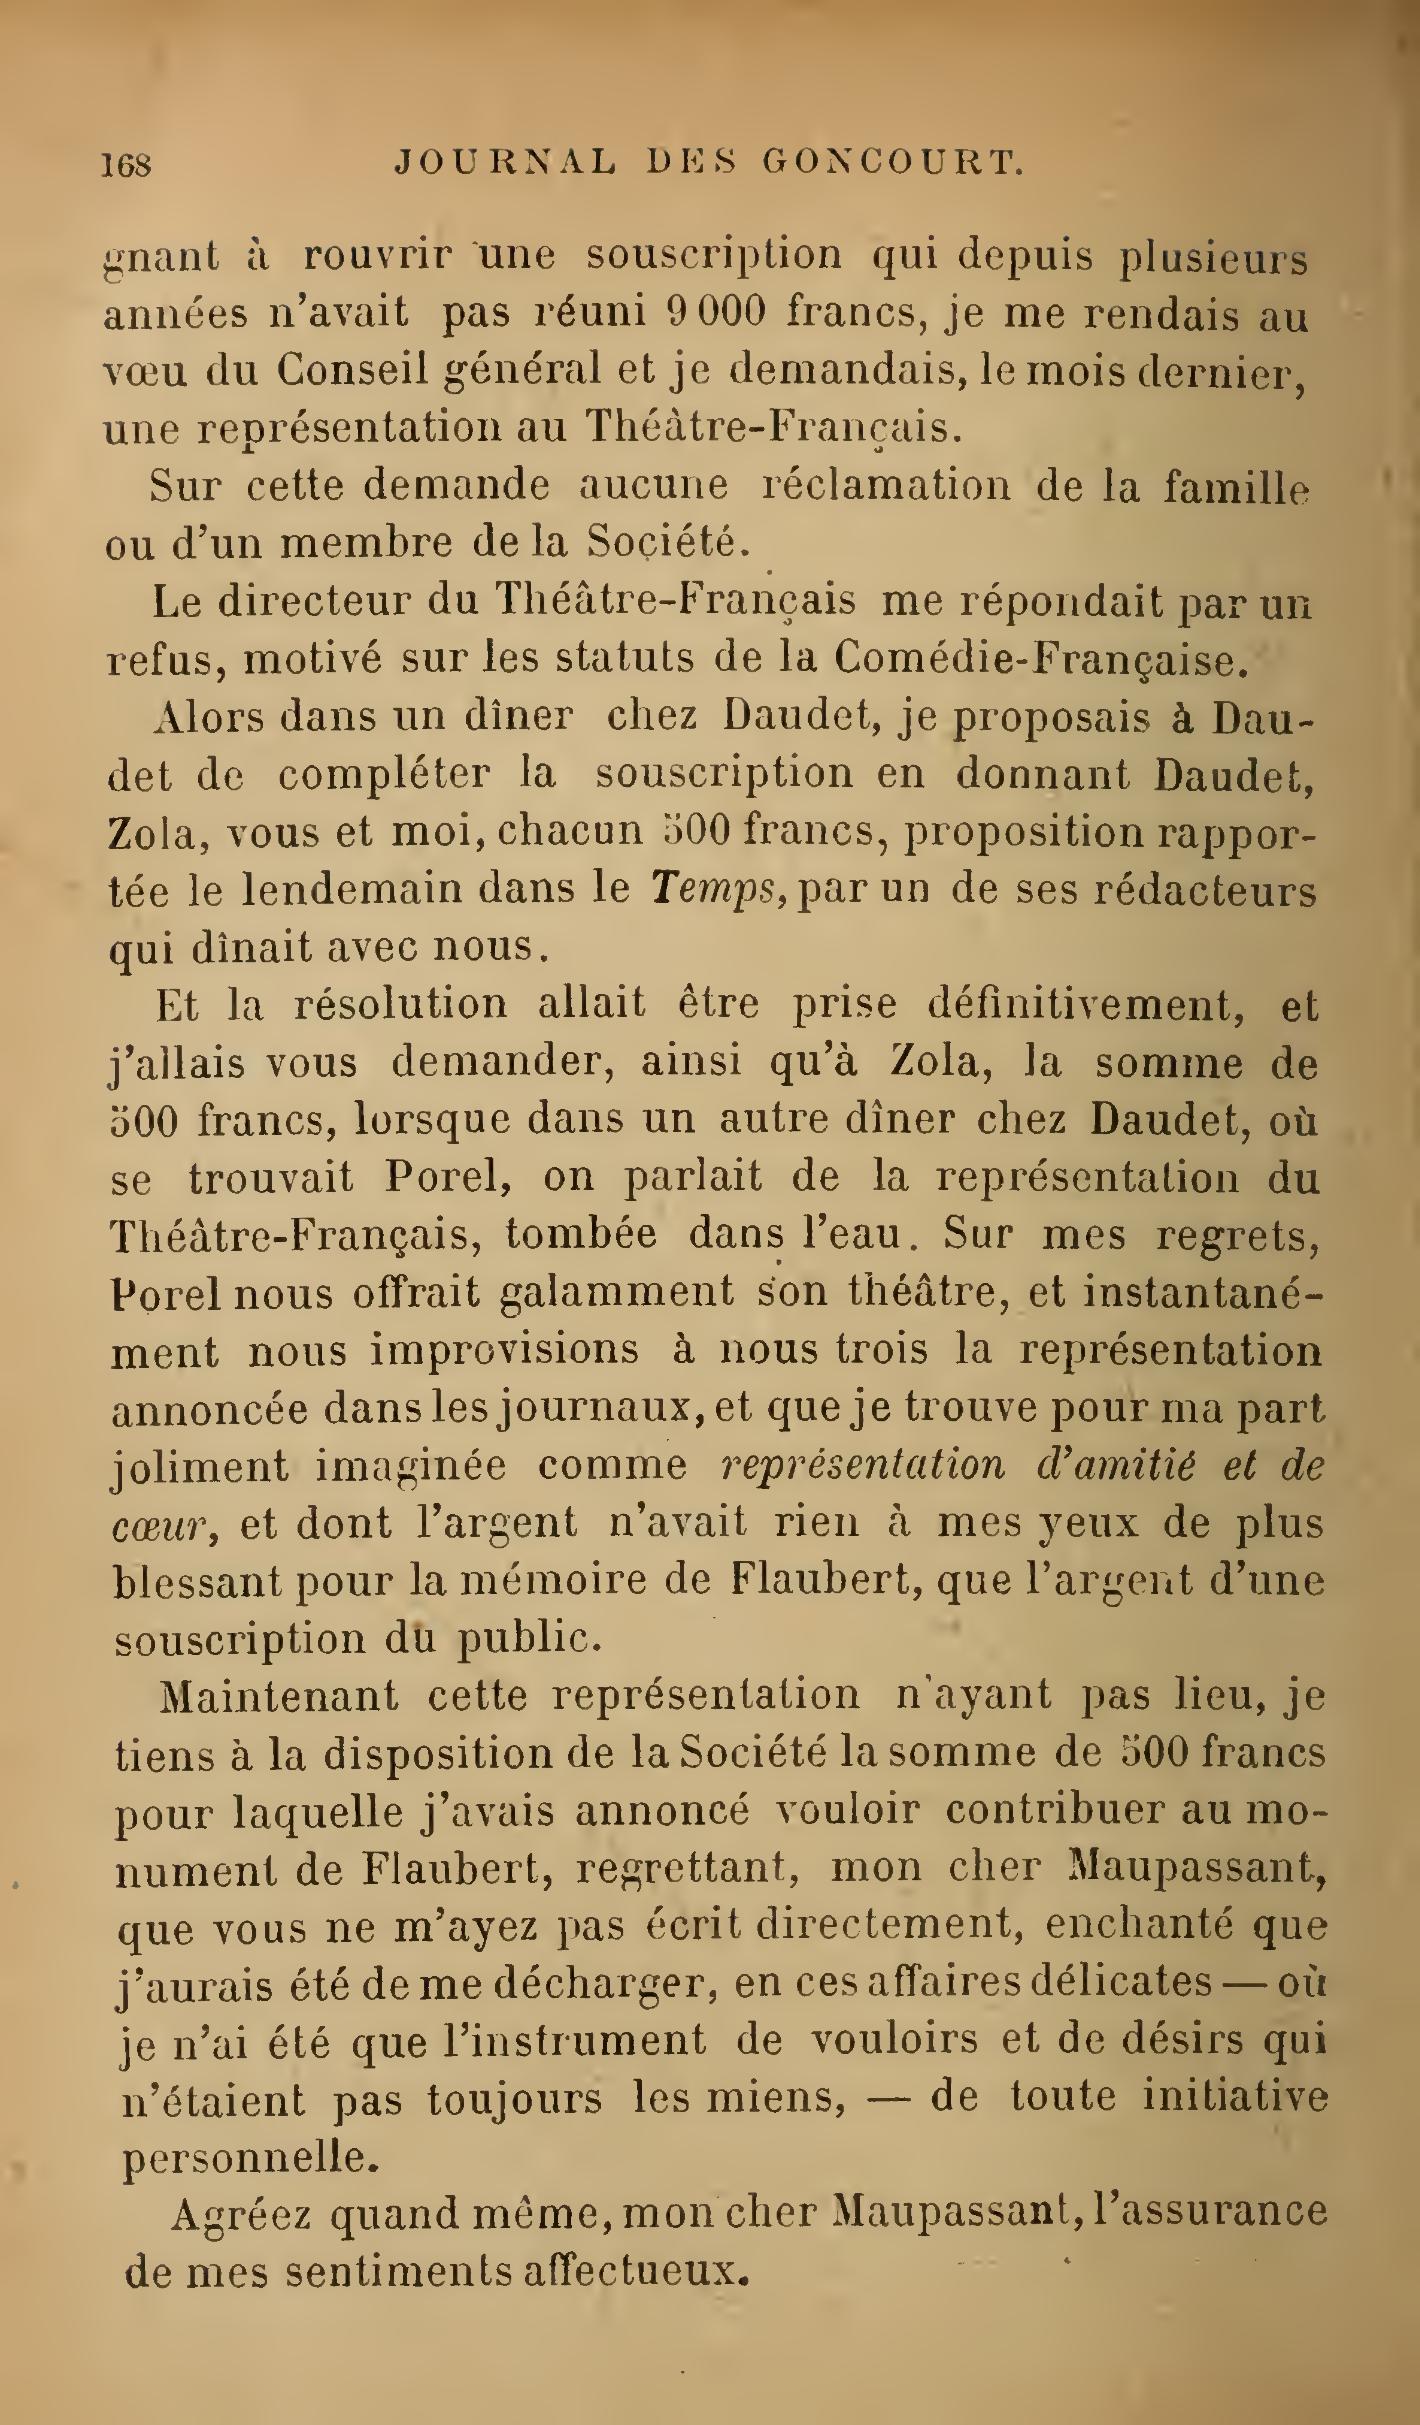 168 JOURNAL DES GONCOURT.
gnant à rouvrir une souscription qui depuis plusieurs
années n'avait pas réuni 9 000 francs, je me rendais au
vœu du Conseil général et je demandais, le mois dernier,
une représentation au Théâtre-Français.
Sur cette demande aucune réclamation de la famille
ou d'un membre de la Société.
Le directeur du Théâtre-Français me répondait par un
refus, motivé sur les statuts de la Comédie-Française.
Alors dans un dîner chez Daudet, je proposais à Dau-
det de compléter la souscription en donnant Daudet,
Zola, vous et moi, chacun 500 francs, proposition rappor-
tée le lendemain dans le Temps, par un de ses rédacteurs
qui dînait avec nous.
Et la résolution allait être prise définitivement, et
j'allais vous demander, ainsi qu'à Zola, la somme de
500 francs, lorsque dans un autre dîner chez Daudet, où
se trouvait Porel, on parlait de la représentation du
Théâtre-Français, tombée dans l'eau. Sur mes regrets,
Porel nous offrait galamment son théâtre, et instantané-
ment nous improvisions à nous trois la représentation
annoncée dans les journaux, et que je trouve pour ma part
joliment imaginée comme représentation d'amitié et de
cœur, et dont l'argent n'avait rien à mes yeux de plus
blessant pour la mémoire de Flaubert, que l'argent d'une
souscription du public.
Maintenant cette représentation n'ayant pas lieu, je
tiens à la disposition de la Société la somme de 500 francs
pour laquelle j'avais annoncé vouloir contribuer au mo-
nument de Flaubert, regrettant, mon cher Maupassant,
que vous ne m'ayez pas écrit directement, enchanté que
j'aurais été de me décharger, en ces affaires délicates — où
je n'ai été que l'instrument de vouloirs et de désirs qui
n'étaient pas toujours les miens, — de toute initiative
personnelle.
Agréez quand même, mon cher Maupassant, l'assurance
de mes sentiments affectueux.